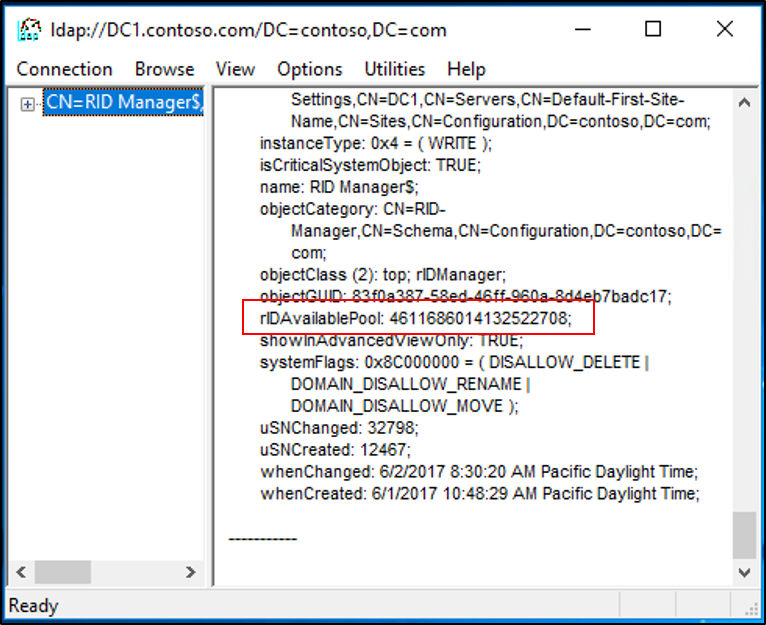 ldap://DC1.contoso.com/DC=contoso,DC=com
Connection Browse View Options Utilities Help
CN=RID Manager$,
Settings,CN=DC1,CN=Servers,CN=Default-First-Site-
Name,CN=Sites,CN=Configuration,DC=contoso,DC=com;
instanceType: 0x4 = ( WRITE );
isCriticalSystemObject: TRUE;
name: RID Manager$;
objectCategory: CN=RID-
Manager,CN=Schema,CN=Configuration,DC=contoso,DC=
com;
objectClass (2): top; rIDManager;
objectGUID: 83f0a387-58ed-46ff-960a-8d4eb7badc17;
rIDAvailablePool: 4611686014132522708;
showInAdvancedViewOnly: TRUE;
systemFlags: 0x8C000000 = ( DISALLOW_DELETE |
DOMAIN_DISALLOW_RENAME |
DOMAIN_DISALLOW_MOVE );
uSNChanged: 32798;
uSNCreated: 12467;
whenChanged: 6/2/2017 8:30:20 AM Pacific Daylight Time;
whenCreated: 6/1/2017 10:48:29 AM Pacific Daylight Time;
-----------
Ready